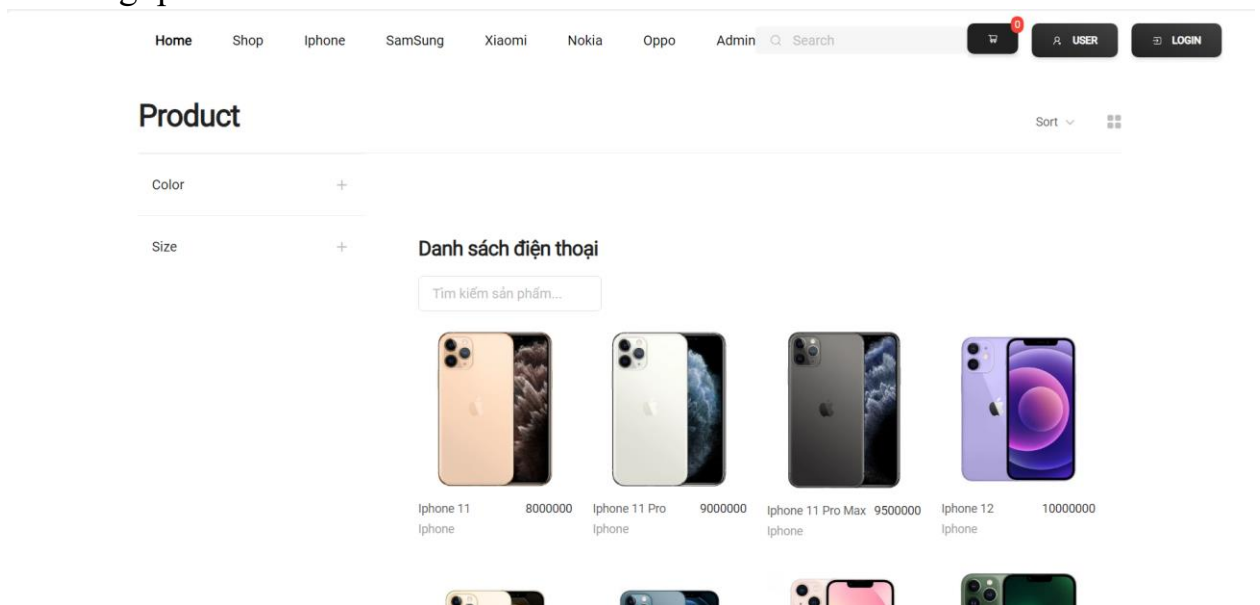 Home Shop Iphone SamSung Xiaomi Nokia Oppo Admin Search 0 USER LOGIN
Product
Sort
Color
Size
Danh sách điện thoại
Tìm kiếm sản phẩm...
Iphone 11 8000000 Iphone 11 Pro 9000000 Iphone 11 Pro Max 9500000 Iphone 12 10000000
Iphone Iphone Iphone Iphone